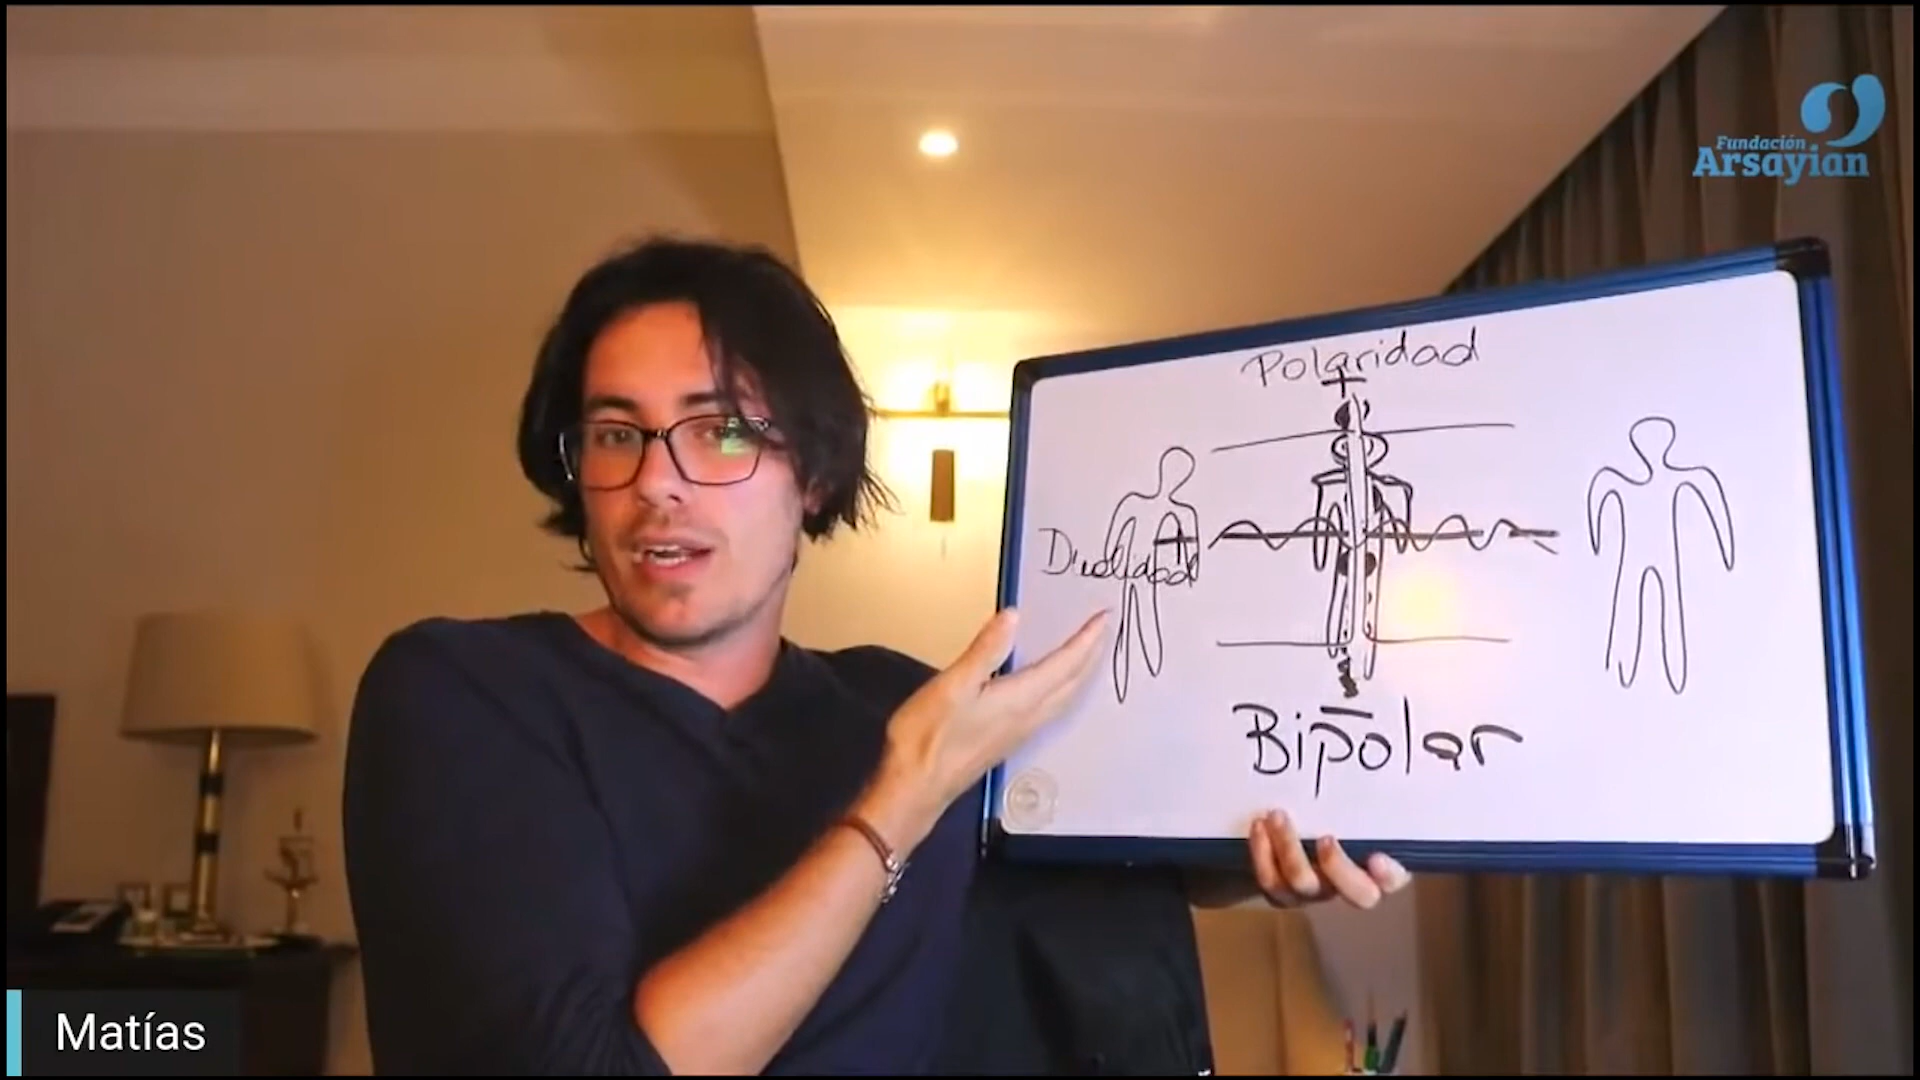 Fundación
Arsayian
Polaridad
+
Dualidad
Bipolar
Matías